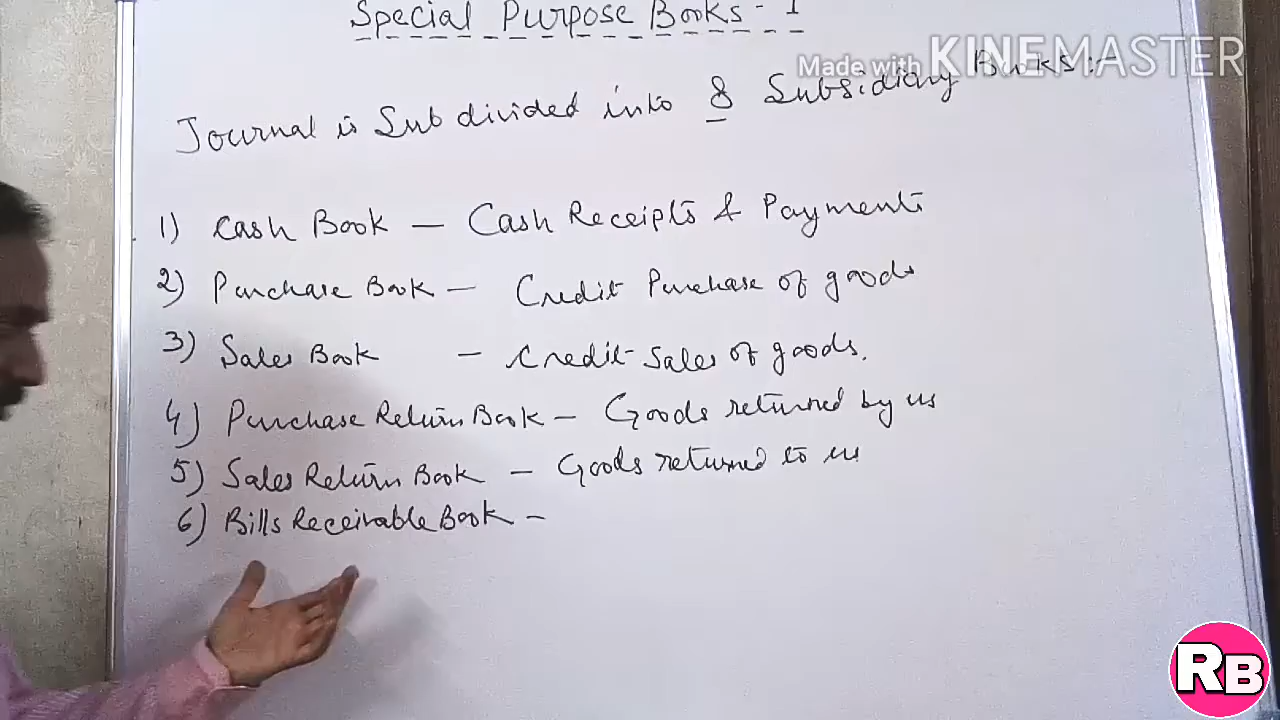 Special Purpose Books - I
Made with KINEMASTER
Journal is Sub divided into 8 Subsidiary Books :-
1) Cash Book — Cash Receipts & Payments
2) Purchase Book — Credit Purchase of goods
3) Sales Book — Credit Sales of goods.
4) Purchase Return Book — Goods returned by us
5) Sales Return Book — Goods returned to us
6) Bills Receivable Book —
RB